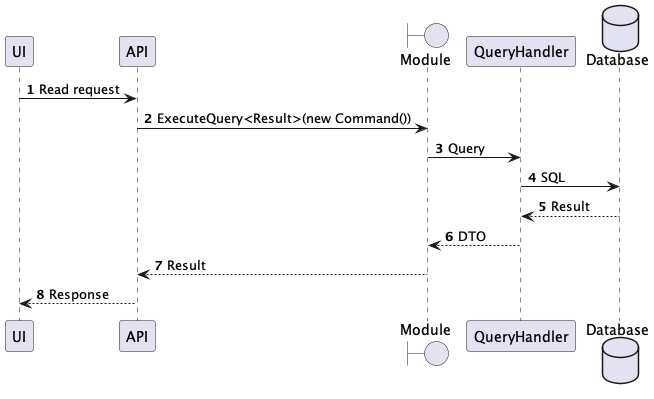 UI
API
Module
QueryHandler
Database
1 Read request
2 ExecuteQuery<Result>(new Command())
3 Query
4 SQL
5 Result
6 DTO
7 Result
8 Response
UI
API
Module
QueryHandler
Database